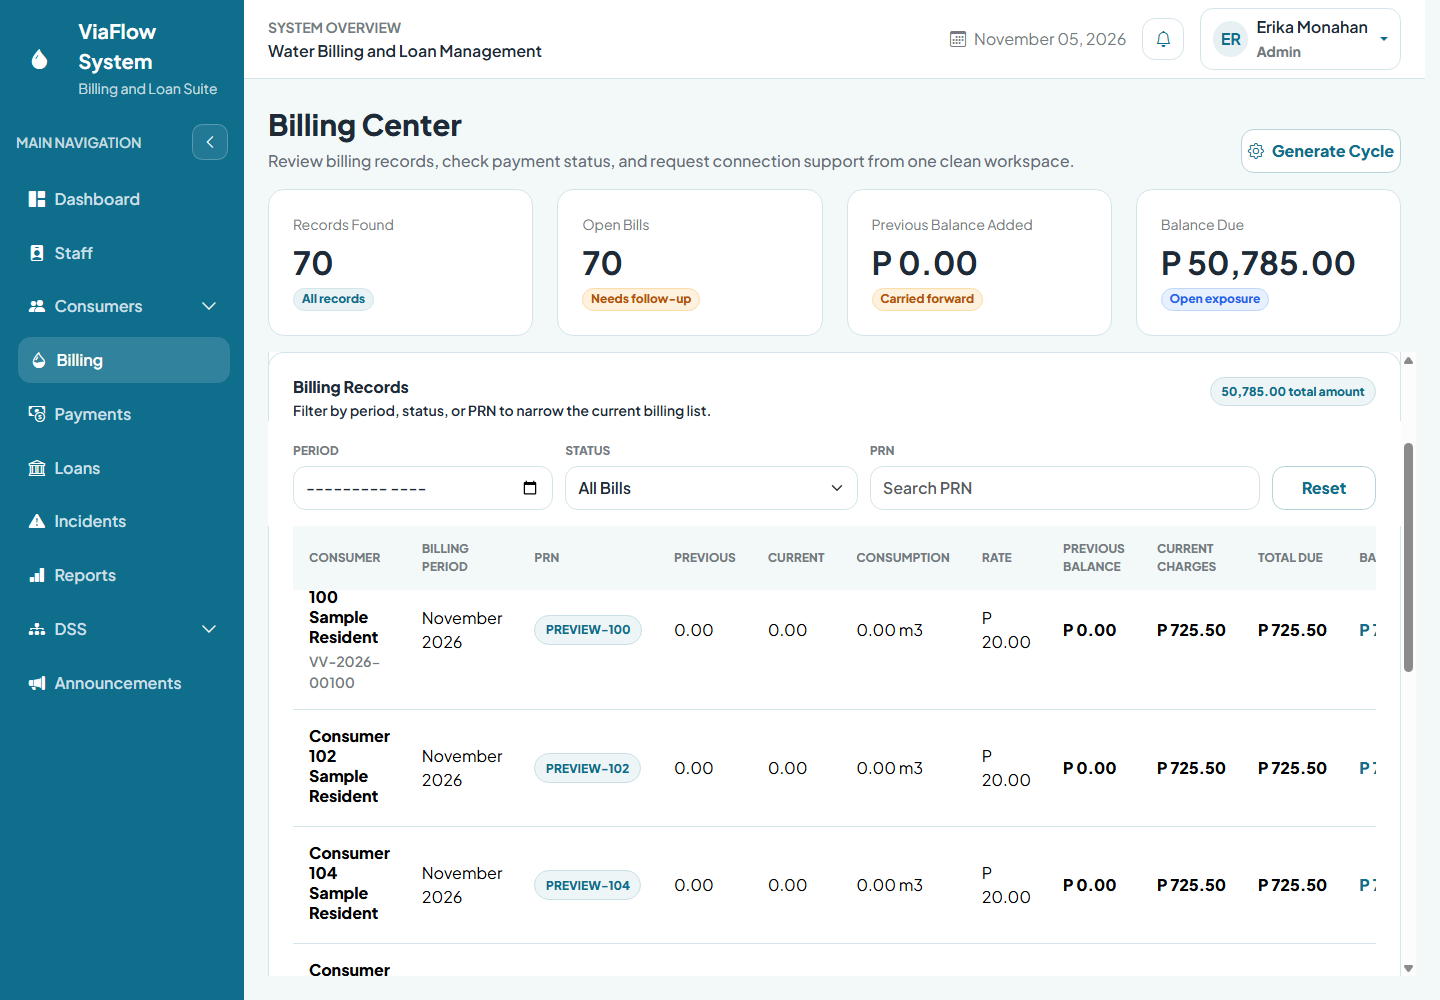 ViaFlow
System
Billing and Loan Suite
MAIN NAVIGATION
Dashboard
Staff
Consumers
Billing
Payments
Loans
Incidents
Reports
DSS
Announcements
SYSTEM OVERVIEW
Water Billing and Loan Management
November 05, 2026
ER
Erika Monahan
Admin
Billing Center
Review billing records, check payment status, and request connection support from one clean workspace.
Generate Cycle
Records Found
70
All records
Open Bills
70
Needs follow-up
Previous Balance Added
P 0.00
Carried forward
Balance Due
P 50,785.00
Open exposure
Billing Records
Filter by period, status, or PRN to narrow the current billing list.
50,785.00 total amount
PERIOD
STATUS
PRN
--------- ----
All Bills
Search PRN
Reset
CONSUMER
BILLING
PERIOD
PRN
PREVIOUS
CURRENT
CONSUMPTION
RATE
PREVIOUS
BALANCE
CURRENT
CHARGES
TOTAL DUE
BA
100
Sample
Resident
VV-2026-
00100
November
2026
PREVIEW-100
0.00
0.00
0.00 m3
P
20.00
P 0.00
P 725.50
P 725.50
P 7
Consumer
102
Sample
Resident
November
2026
PREVIEW-102
0.00
0.00
0.00 m3
P
20.00
P 0.00
P 725.50
P 725.50
P 7
Consumer
104
Sample
Resident
November
2026
PREVIEW-104
0.00
0.00
0.00 m3
P
20.00
P 0.00
P 725.50
P 725.50
P 7
Consumer